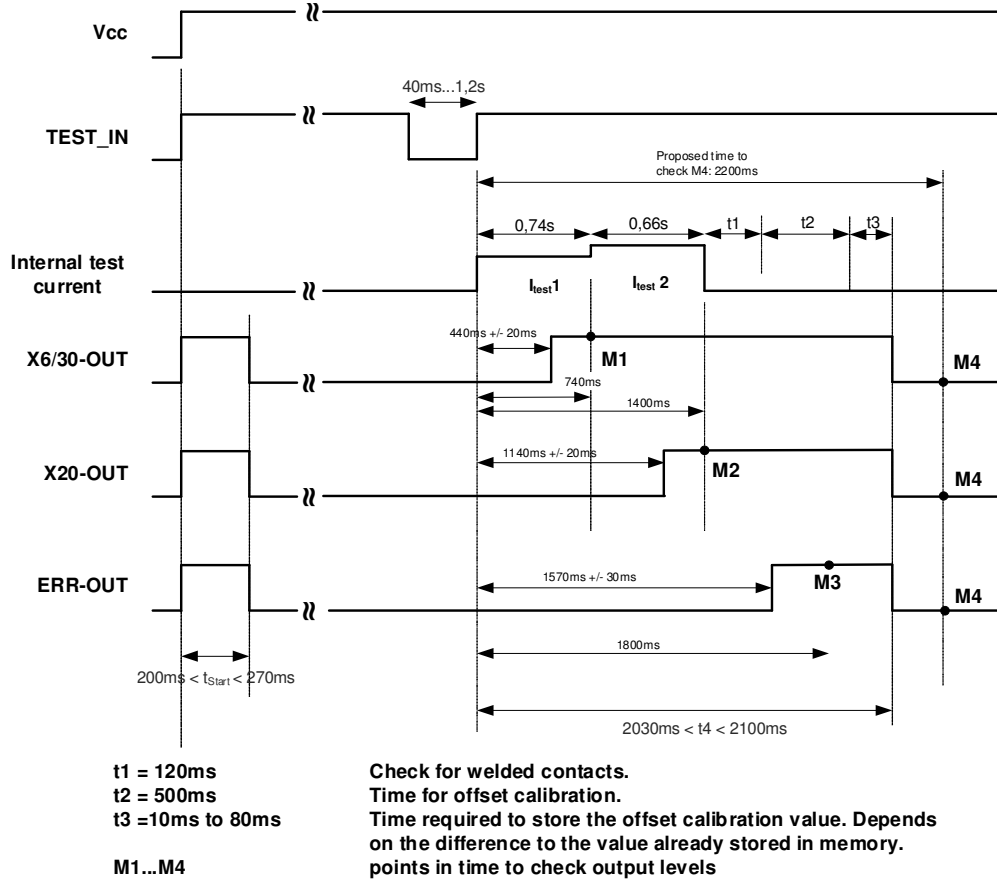 Vcc
40ms...1,2s
TEST_IN
Proposed time to
check M4: 2200ms
0,74s
0,66s
t1
t2
t3
Internal test
current
Itest1
Itest 2
440ms +/- 20ms
X6/30-OUT
M1
M4
740ms
1400ms
1140ms +/- 20ms
X20-OUT
M2
M4
1570ms +/- 30ms
ERR-OUT
M3
M4
1800ms
200ms < tStart < 270ms
2030ms < t4 < 2100ms
t1 = 120ms Check for welded contacts.
t2 = 500ms Time for offset calibration.
t3 =10ms to 80ms Time required to store the offset calibration value. Depends
on the difference to the value already stored in memory.
M1...M4 points in time to check output levels